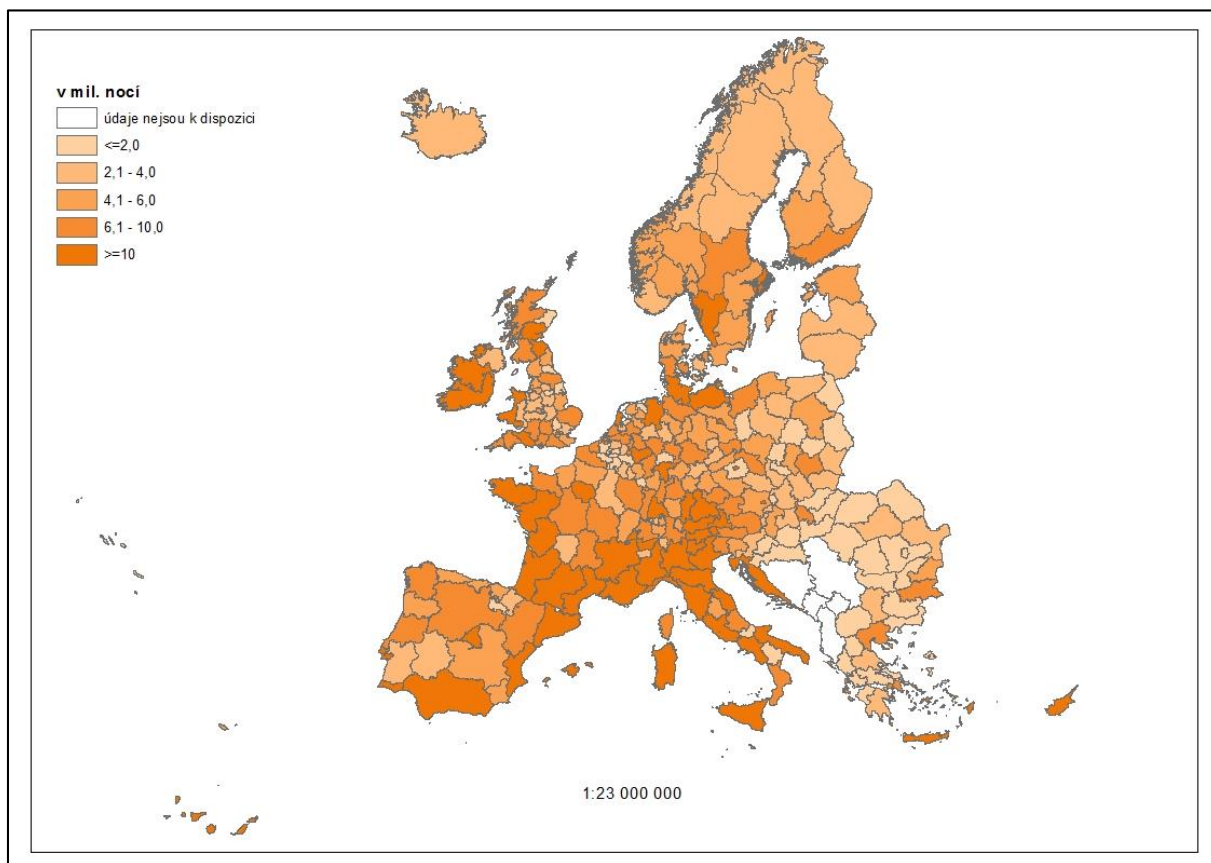 v mil. nocí
údaje nejsou k dispozici
<=2,0
2,1 - 4,0
4,1 - 6,0
6,1 - 10,0
>=10
1:23 000 000